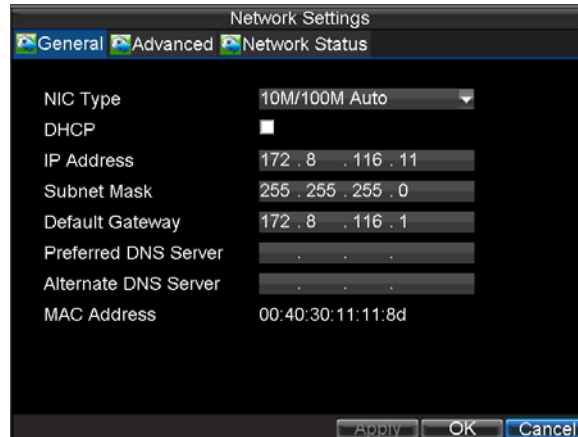 Network Settings
General Advanced Network Status
NIC Type 10M/100M Auto
DHCP
IP Address 172 . 8 . 116 . 11
Subnet Mask 255 . 255 . 255 . 0
Default Gateway 172 . 8 . 116 . 1
Preferred DNS Server . . .
Alternate DNS Server . . .
MAC Address 00:40:30:11:11:8d
Apply OK Cancel